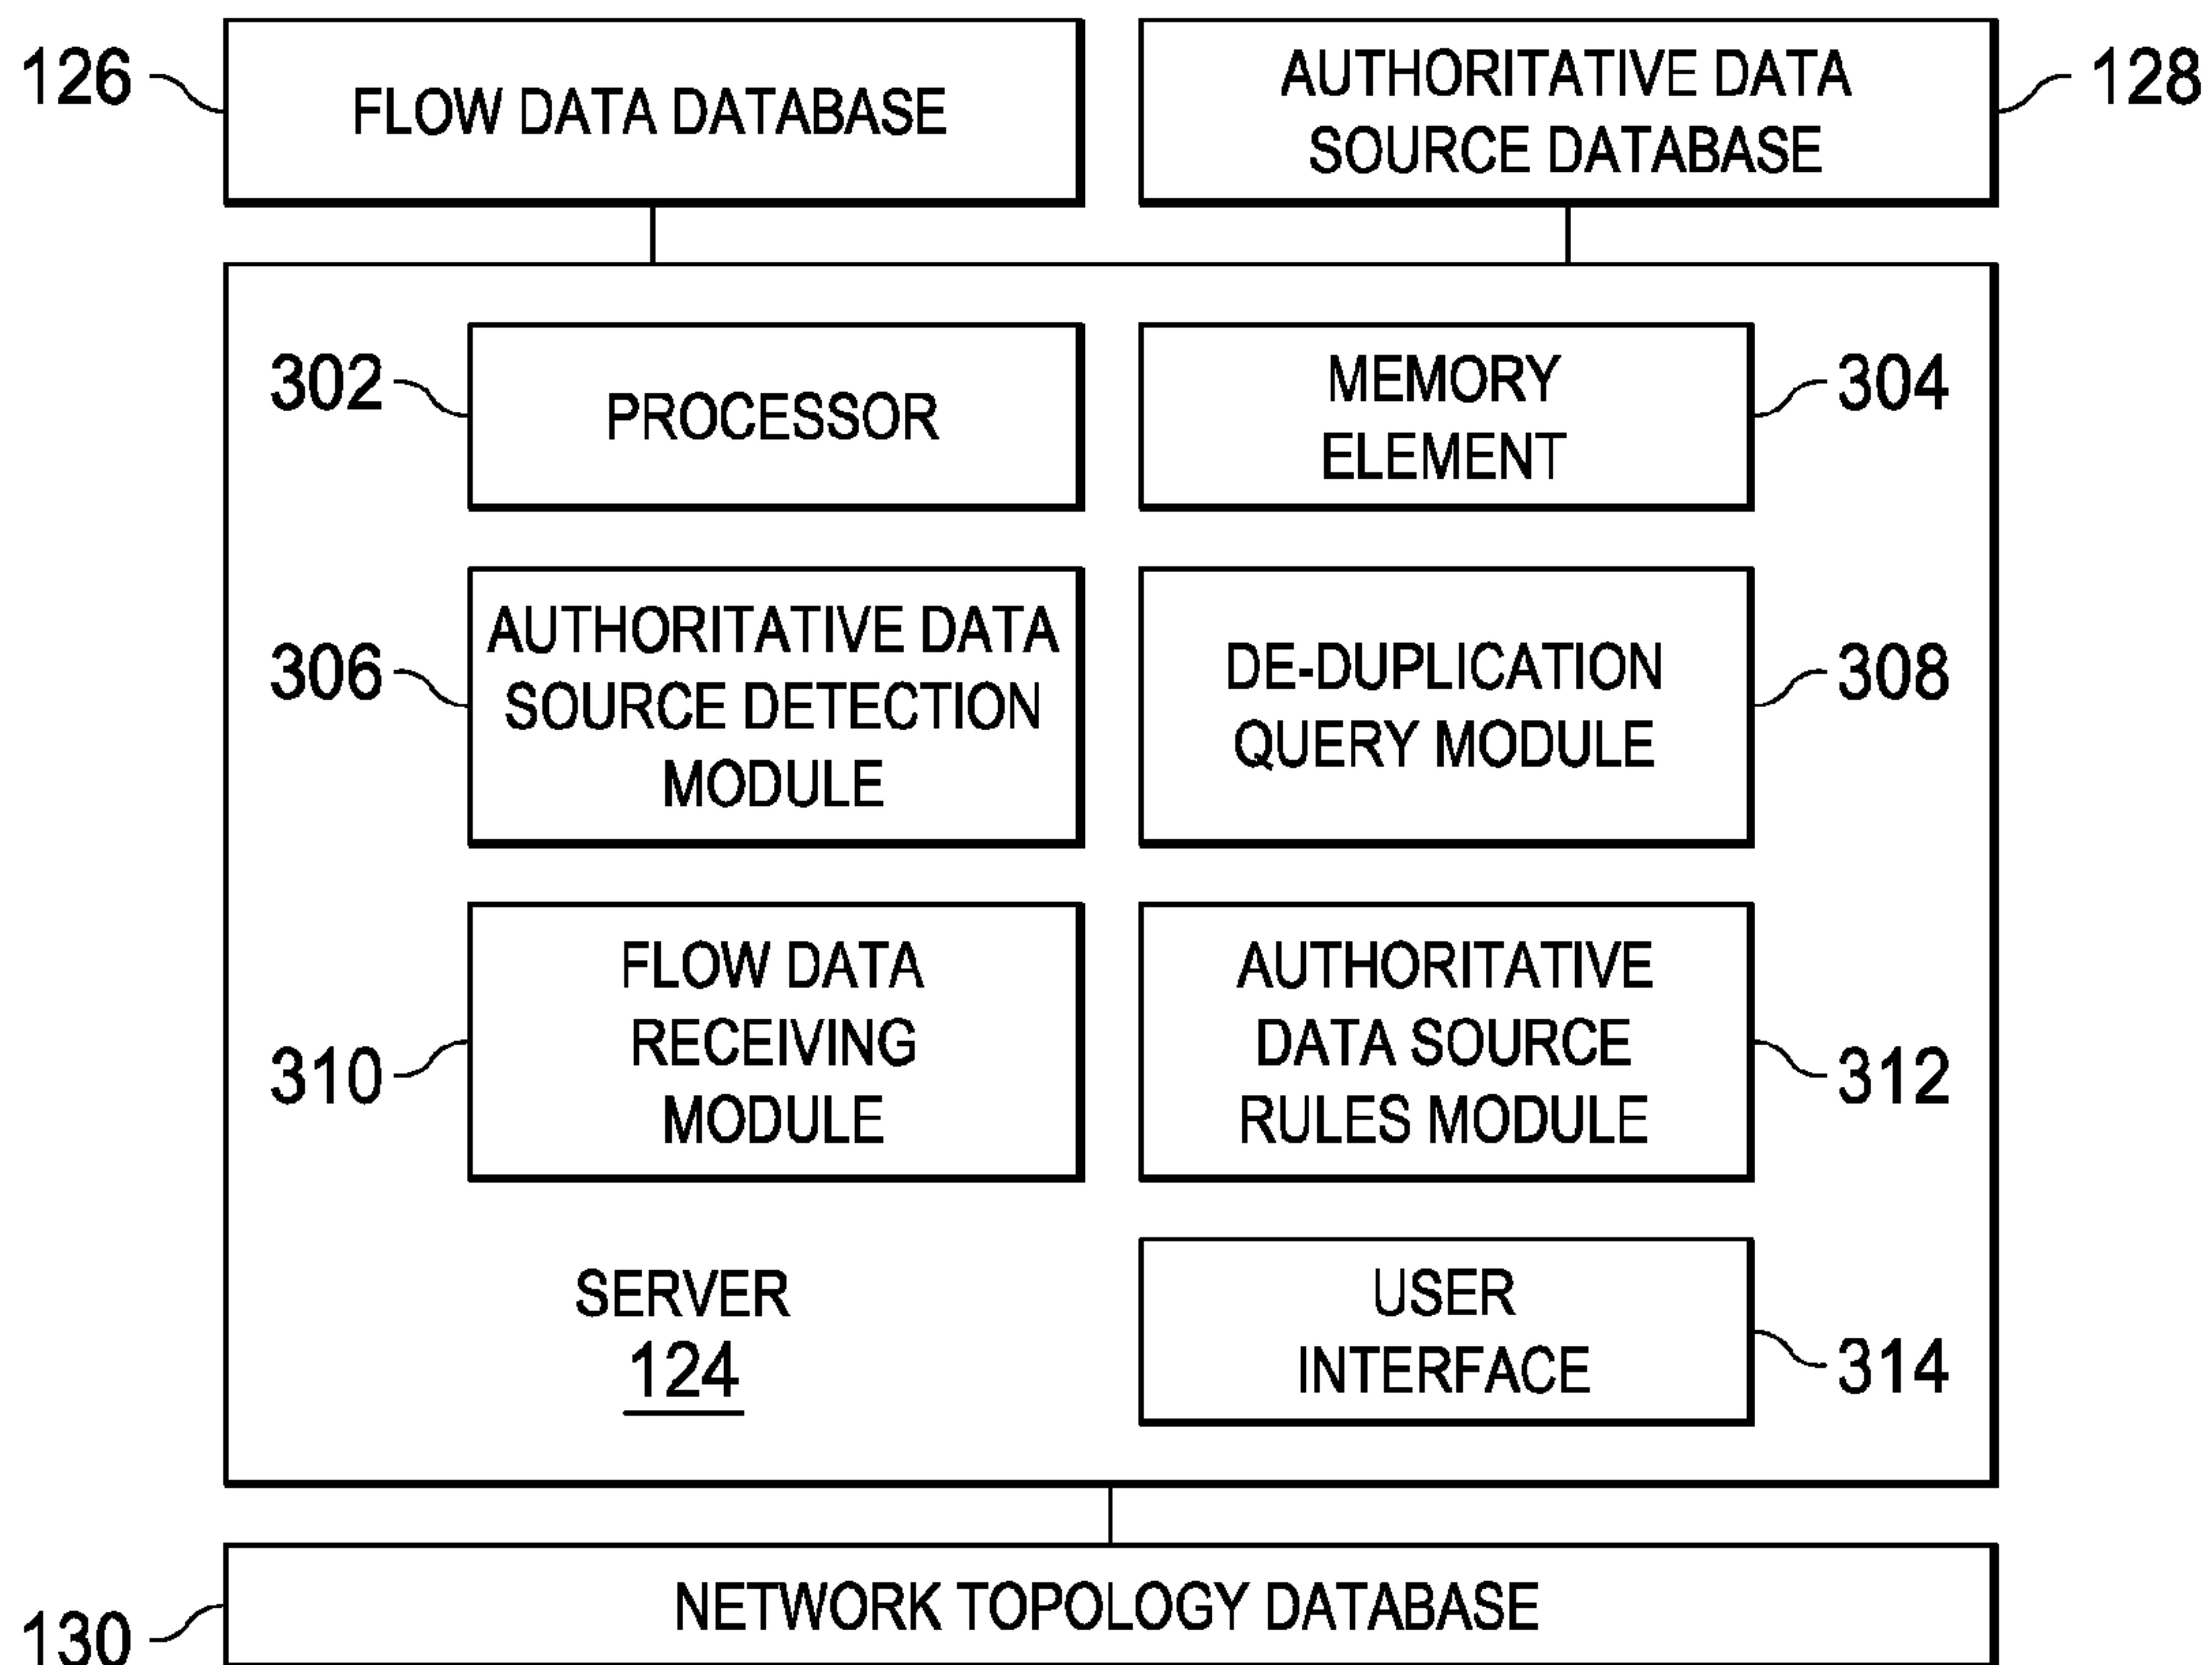 126
FLOW DATA DATABASE
AUTHORITATIVE DATA
SOURCE DATABASE
128
302
PROCESSOR
MEMORY
ELEMENT
304
306
AUTHORITATIVE DATA
SOURCE DETECTION
MODULE
DE-DUPLICATION
QUERY MODULE
308
310
FLOW DATA
RECEIVING
MODULE
AUTHORITATIVE
DATA SOURCE
RULES MODULE
312
SERVER
124
USER
INTERFACE
314
130
NETWORK TOPOLOGY DATABASE